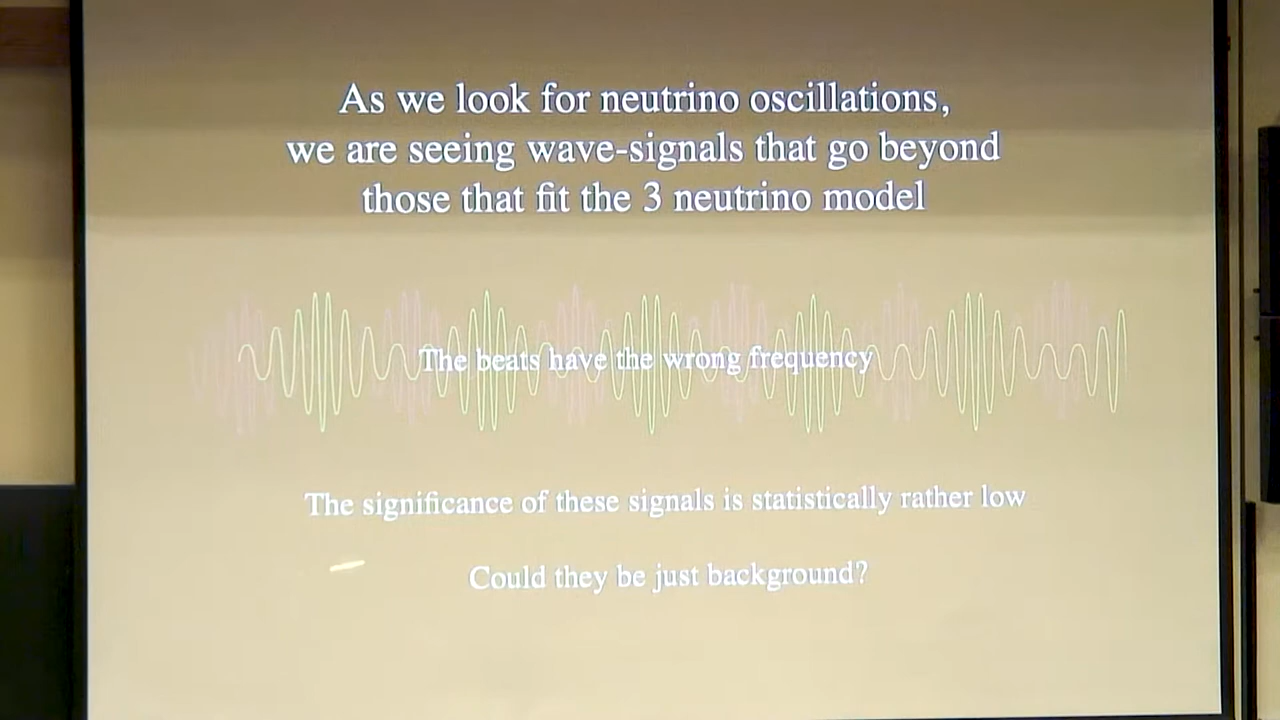 As we look for neutrino oscillations,
we are seeing wave-signals that go beyond
those that fit the 3 neutrino model
The beats have the wrong frequency
The significance of these signals is statistically rather low
Could they be just background?